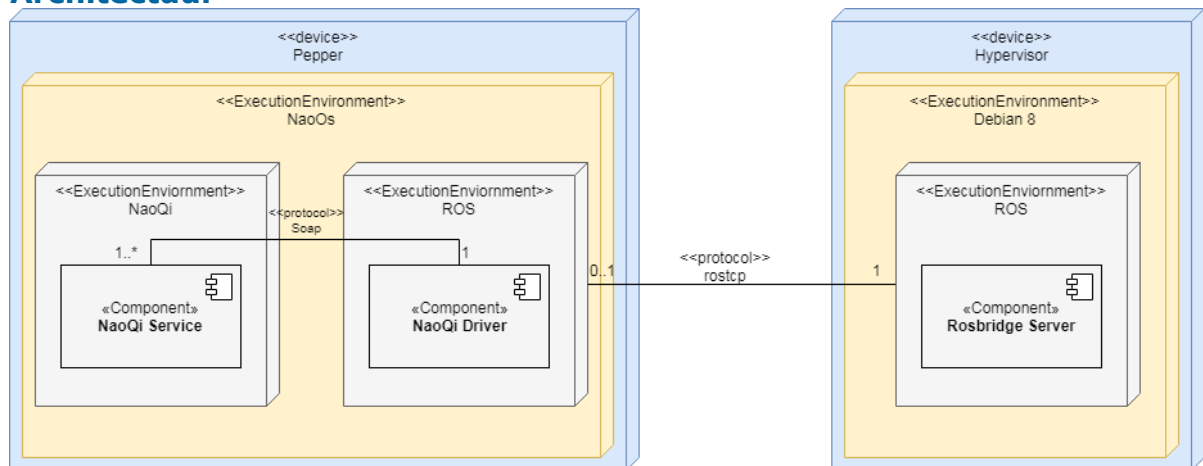 <<device>>
Pepper
<<ExecutionEnvironment>>
NaoOs
<<ExecutionEnviornment>>
NaoQi
<<protocol>>
Soap
<<ExecutionEnviornment>>
ROS
1..*
1
«Component»
NaoQi Service
«Component»
NaoQi Driver
0..1
<<protocol>>
rostcp
1
<<device>>
Hypervisor
<<ExecutionEnvironment>>
Debian 8
<<ExecutionEnviornment>>
ROS
«Component»
Rosbridge Server